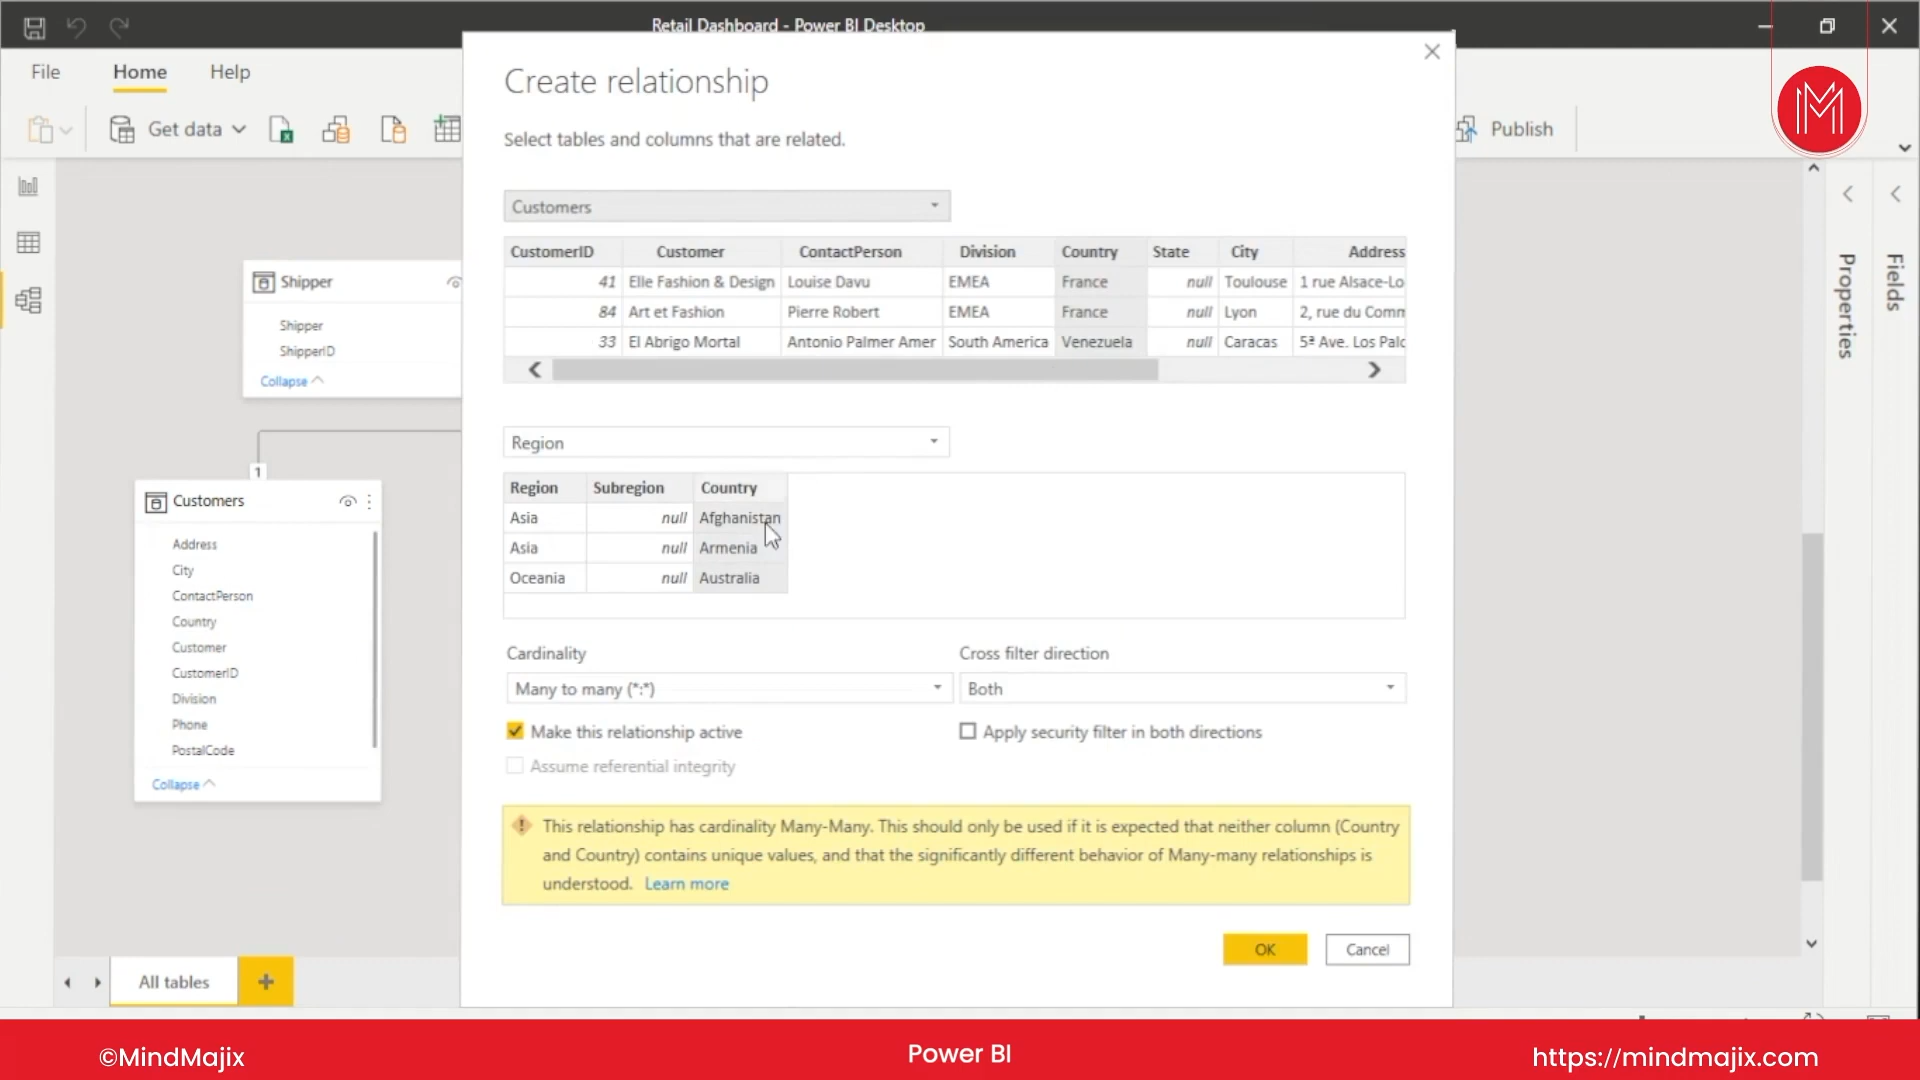 Retail Dashboard - Power BI Desktop
File Home Help
Get data
Publish
Create relationship
Select tables and columns that are related.
Customers
CustomerID Customer ContactPerson Division Country State City Address
41 Elle Fashion & Design Louise Davu EMEA France null Toulouse 1 rue Alsace-Lo
84 Art et Fashion Pierre Robert EMEA France null Lyon 2, rue du Comm
33 El Abrigo Mortal Antonio Palmer Amer South America Venezuela null Caracas 5ª Ave. Los Palc
Region
Region Subregion Country
Asia null Afghanistan
Asia null Armenia
Oceania null Australia
Cardinality
Many to many (*:*)
Cross filter direction
Both
Make this relationship active
Apply security filter in both directions
Assume referential integrity
This relationship has cardinality Many-Many. This should only be used if it is expected that neither column (Country
and Country) contains unique values, and that the significantly different behavior of Many-many relationships is
understood. Learn more
OK Cancel
Shipper
Shipper
ShipperID
Collapse
1
Customers
Address
City
ContactPerson
Country
Customer
CustomerID
Division
Phone
PostalCode
Collapse
All tables
Properties
Fields
M
©MindMajix
Power BI
https://mindmajix.com